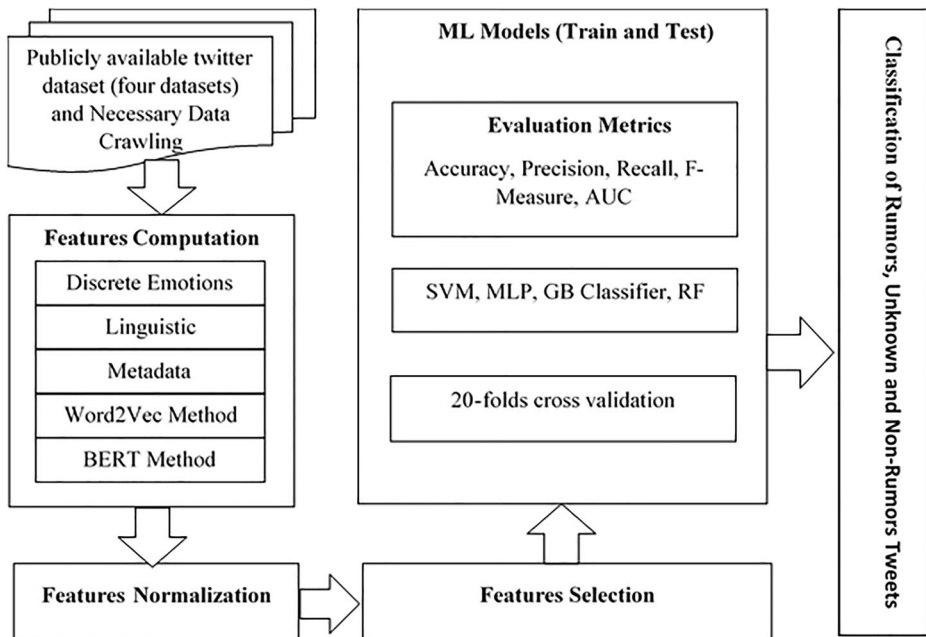 Publicly available twitter
dataset (four datasets)
and Necessary Data
Crawling
Features Computation
Discrete Emotions
Linguistic
Metadata
Word2Vec Method
BERT Method
Features Normalization
Features Selection
ML Models (Train and Test)
Evaluation Metrics
Accuracy, Precision, Recall, F-
Measure, AUC
SVM, MLP, GB Classifier, RF
20-folds cross validation
Classification of Rumors, Unknown and Non-Rumors Tweets